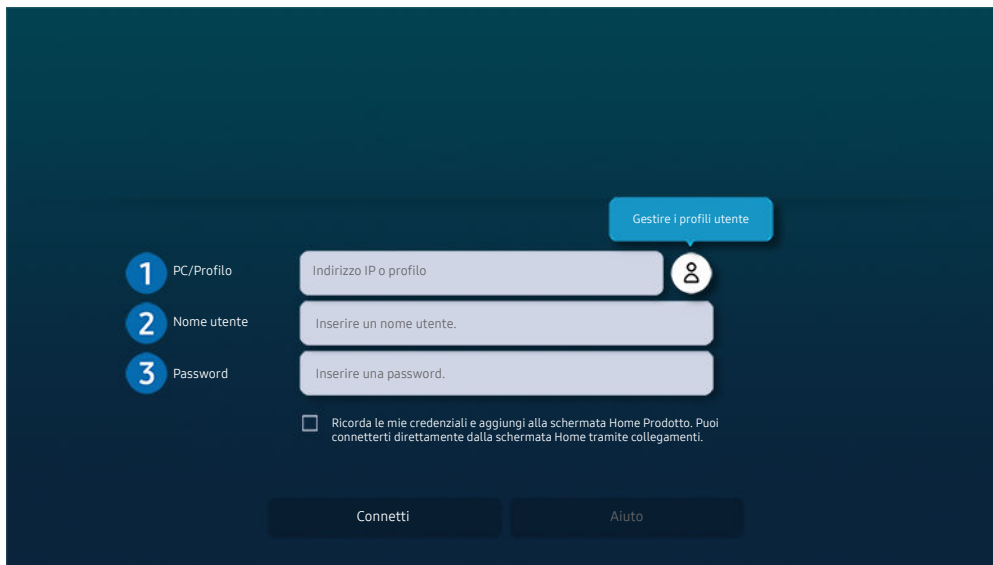 Gestire i profili utente
1 PC/Profilo Indirizzo IP o profilo
2 Nome utente Inserire un nome utente.
3 Password Inserire una password.
Ricorda le mie credenziali e aggiungi alla schermata Home Prodotto. Puoi
connetterti direttamente dalla schermata Home tramite collegamenti.
Connetti Aiuto